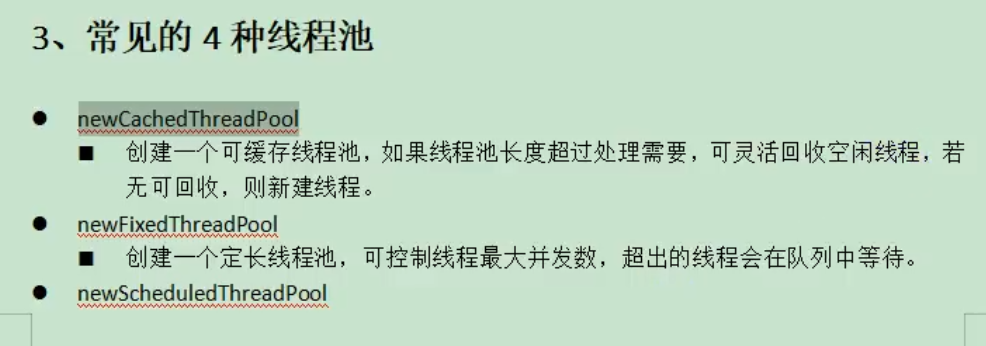 3、常见的 4 种线程池
● newCachedThreadPool
■ 创建一个可缓存线程池，如果线程池长度超过处理需要，可灵活回收空闲线程，若
无可回收，则新建线程。
● newFixedThreadPool
■ 创建一个定长线程池，可控制线程最大并发数，超出的线程会在队列中等待。
● newScheduledThreadPool